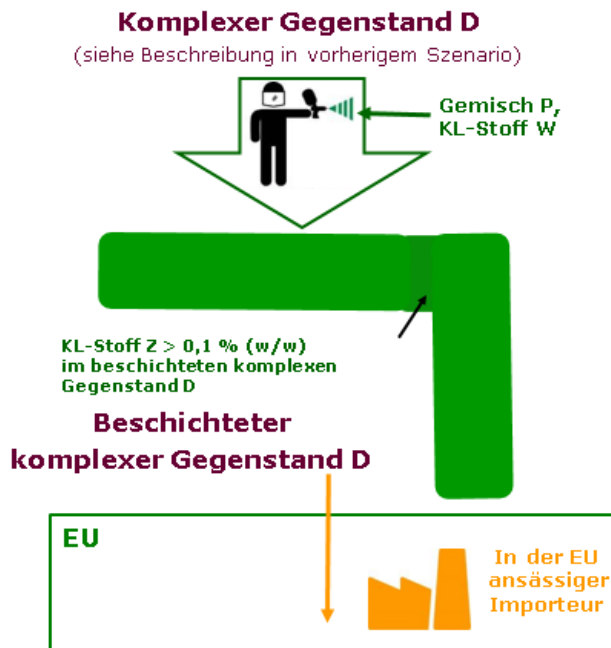 Komplexer Gegenstand D
(siehe Beschreibung in vorherigem Szenario)
Gemisch P,
KL-Stoff W
KL-Stoff Z > 0,1 % (w/w)
im beschichteten komplexen
Gegenstand D
Beschichteter
komplexer Gegenstand D
EU
In der EU
ansässiger
Importeur